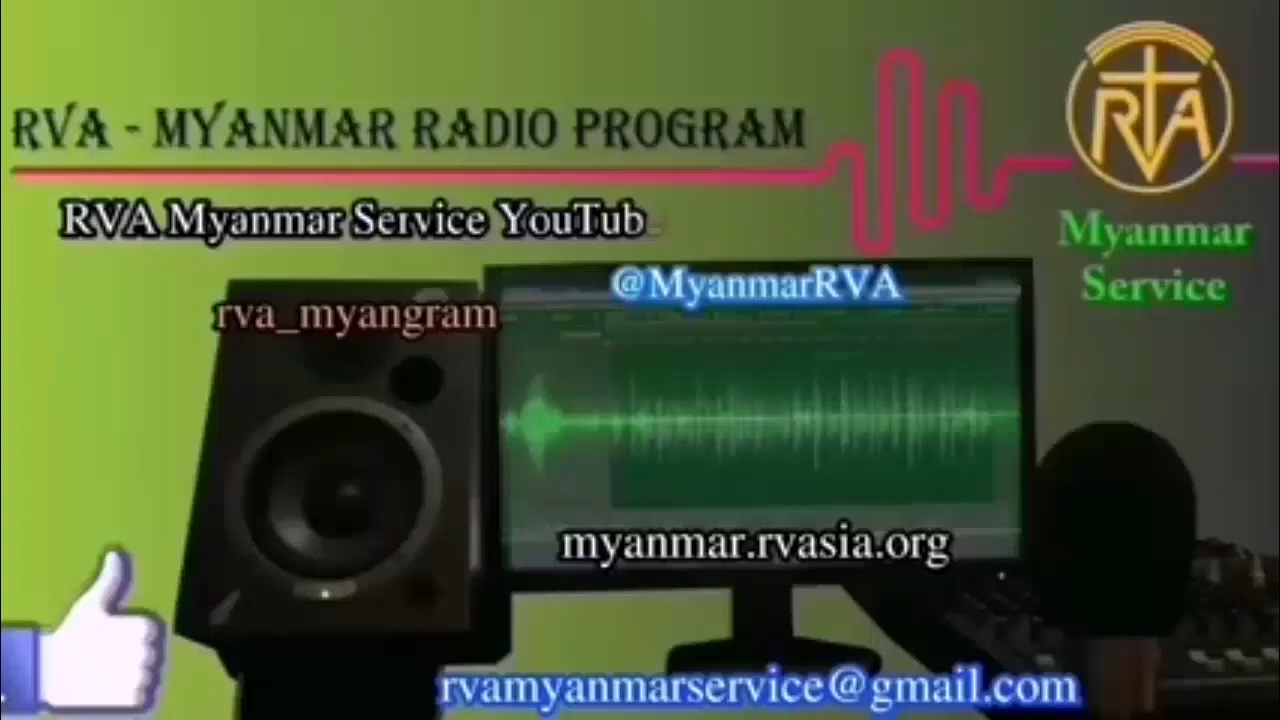 RVA - MYANMAR RADIO PROGRAM
RVA
RVA Myanmar Service YouTub
Myanmar
Service
@MyanmarRVA
rva_myangram
myanmar.rvasia.org
rvamyanmarservice@gmail.com